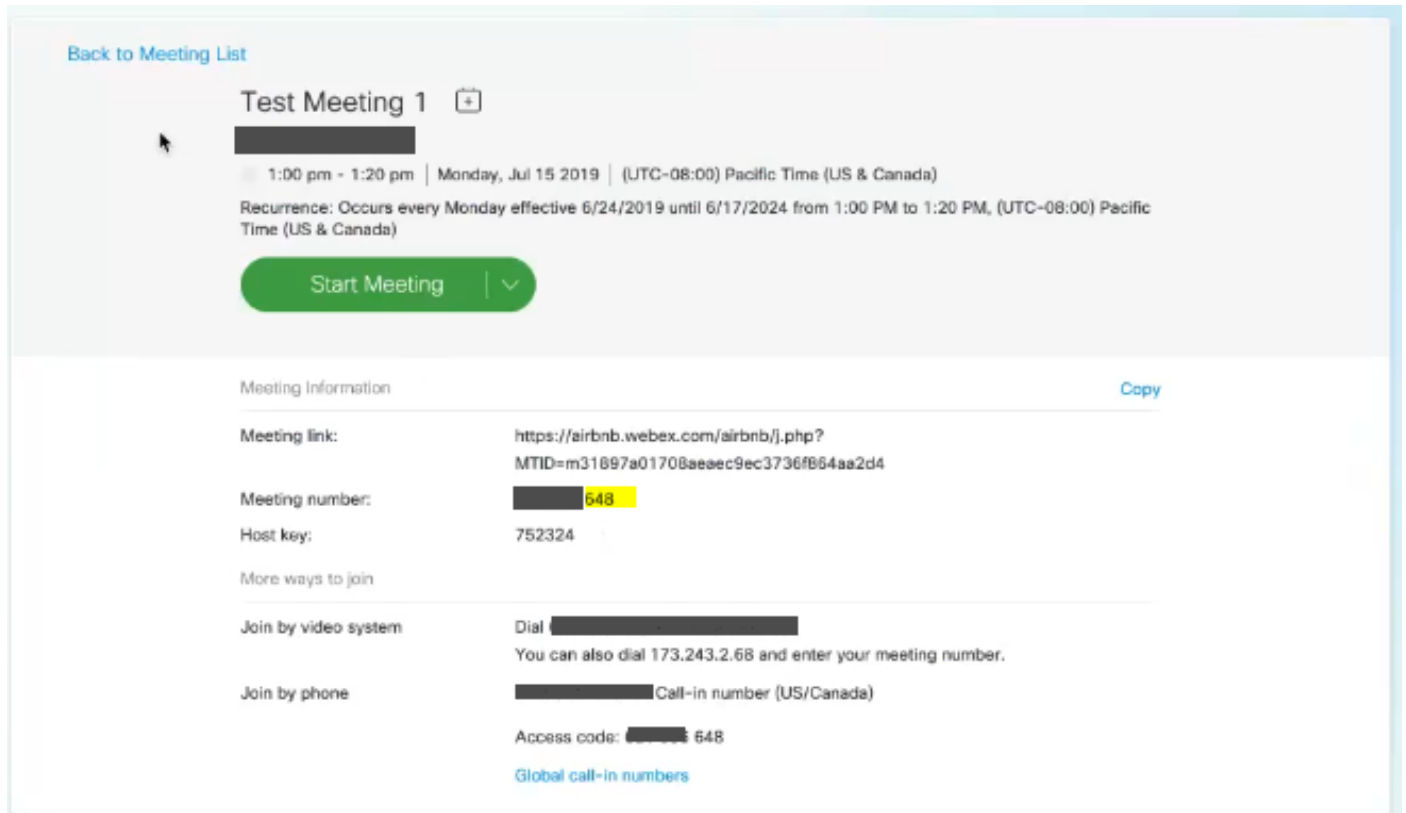 Back to Meeting List
Test Meeting 1
1:00 pm - 1:20 pm | Monday, Jul 15 2019 | (UTC-08:00) Pacific Time (US & Canada)
Recurrence: Occurs every Monday effective 6/24/2019 until 6/17/2024 from 1:00 PM to 1:20 PM, (UTC-08:00) Pacific
Time (US & Canada)
Start Meeting
Meeting Information
Copy
Meeting link: https://airbnb.webex.com/airbnb/j.php?
MTID=m31897a01708aeaec9ec3736f864aa2d4
Meeting number: 648
Host key: 752324
More ways to join
Join by video system Dial
You can also dial 173.243.2.68 and enter your meeting number.
Join by phone Call-in number (US/Canada)
Access code: 648
Global call-in numbers